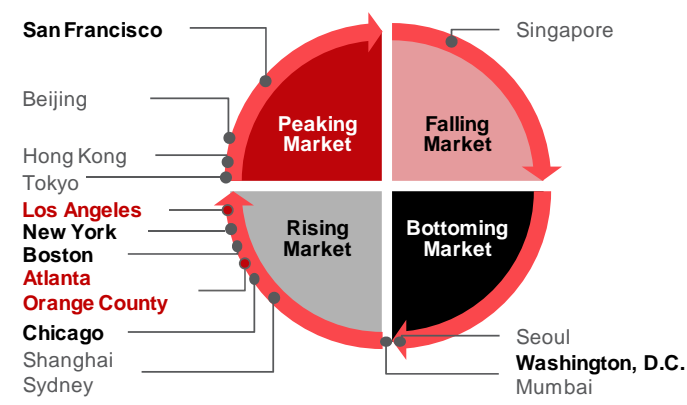 San Francisco
Singapore
Beijing
Peaking
Market
Falling
Market
Hong Kong
Tokyo
Los Angeles
New York
Boston
Atlanta
Orange County
Rising
Market
Bottoming
Market
Chicago
Shanghai
Sydney
Seoul
Washington, D.C.
Mumbai